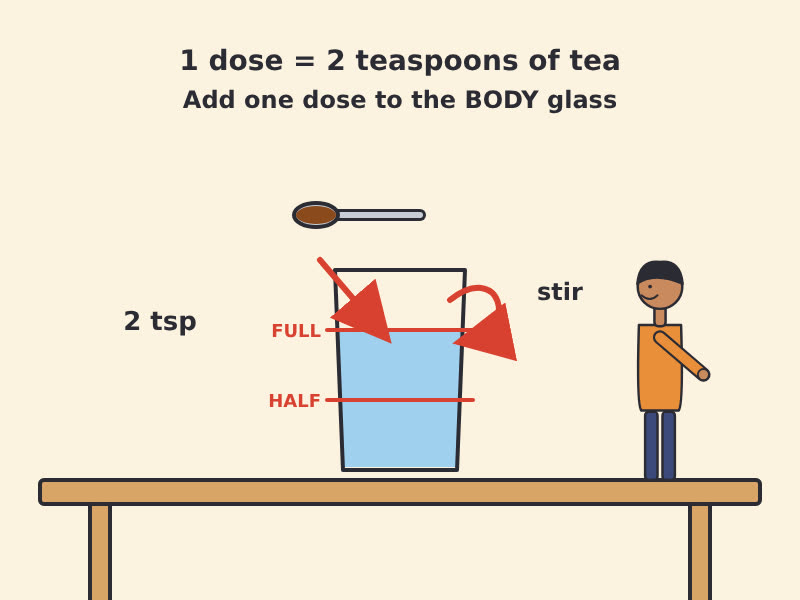 1 dose = 2 teaspoons of tea
Add one dose to the BODY glass
stir
2 tsp
FULL
HALF